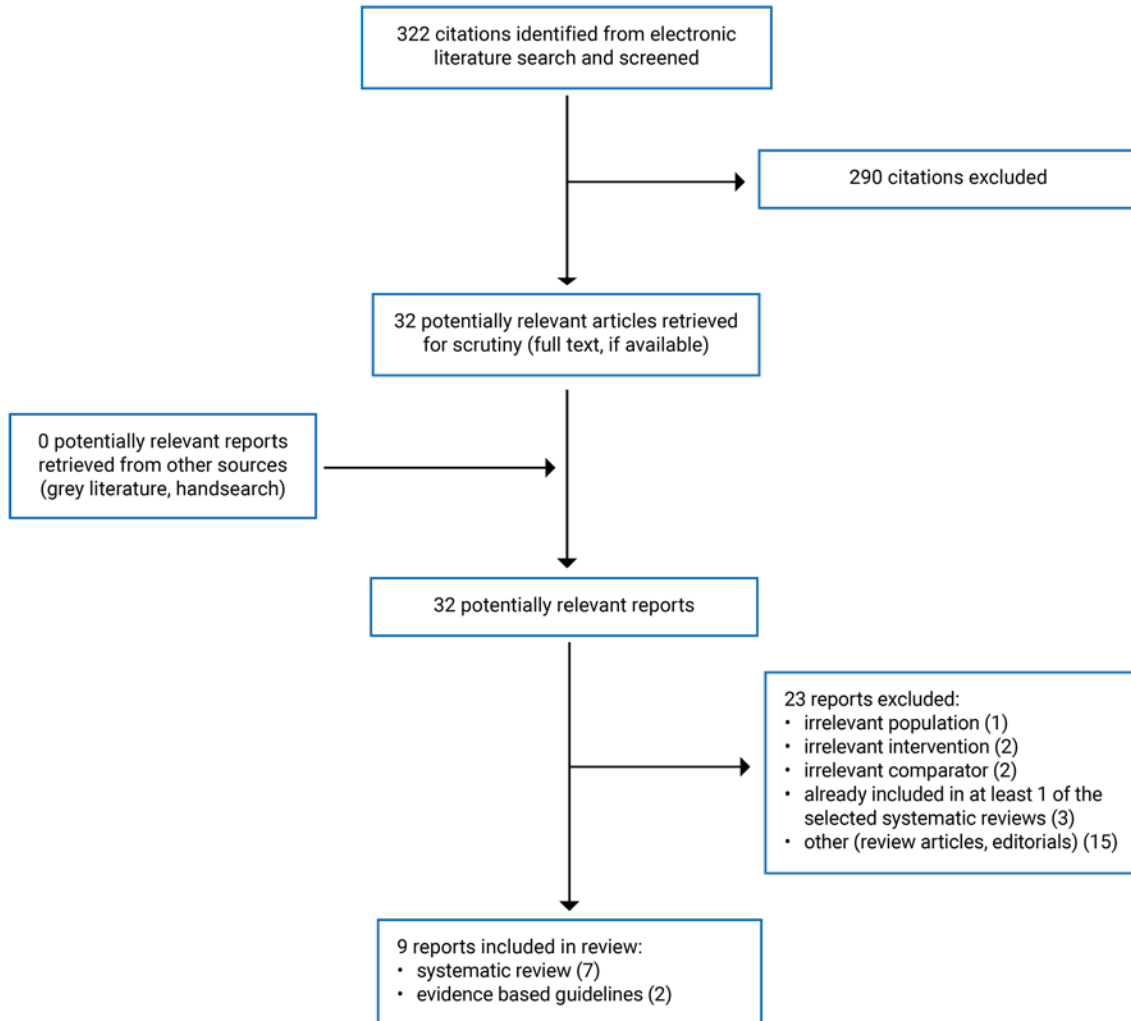 322 citations identified from electronic
literature search and screened
290 citations excluded
32 potentially relevant articles retrieved
for scrutiny (full text, if available)
0 potentially relevant reports
retrieved from other sources
(grey literature, handsearch)
32 potentially relevant reports
23 reports excluded:
• irrelevant population (1)
• irrelevant intervention (2)
• irrelevant comparator (2)
• already included in at least 1 of the
selected systematic reviews (3)
• other (review articles, editorials) (15)
9 reports included in review:
• systematic review (7)
• evidence based guidelines (2)